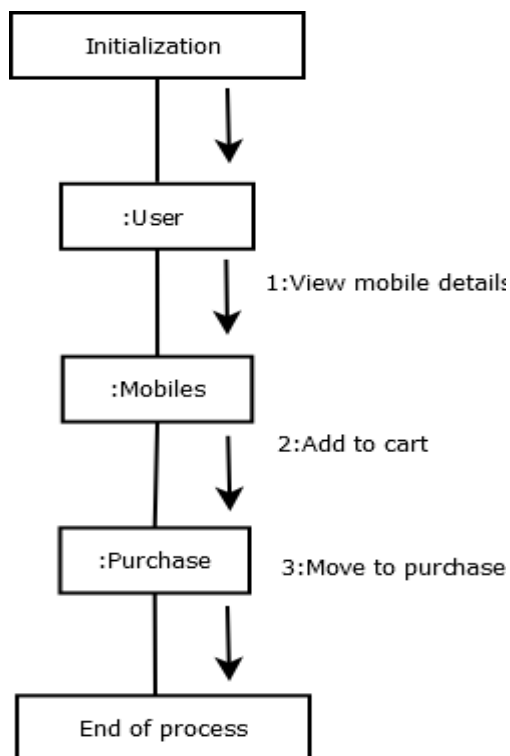 Initialization
:User
1:View mobile details
:Mobiles
2:Add to cart
:Purchase
3:Move to purchase
End of process